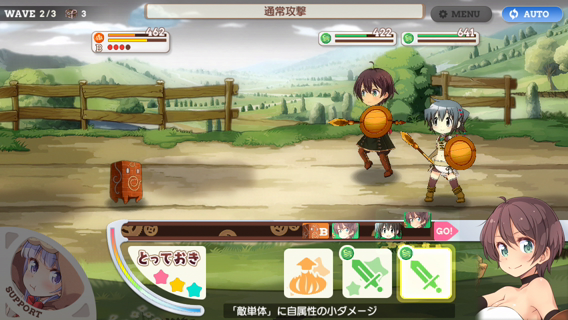 WAVE 2/3 3
通常攻撃
MENU
AUTO
462
B
422
641
B
GO!
とっておき
「敵単体」に自属性の小ダメージ
SUPPORT